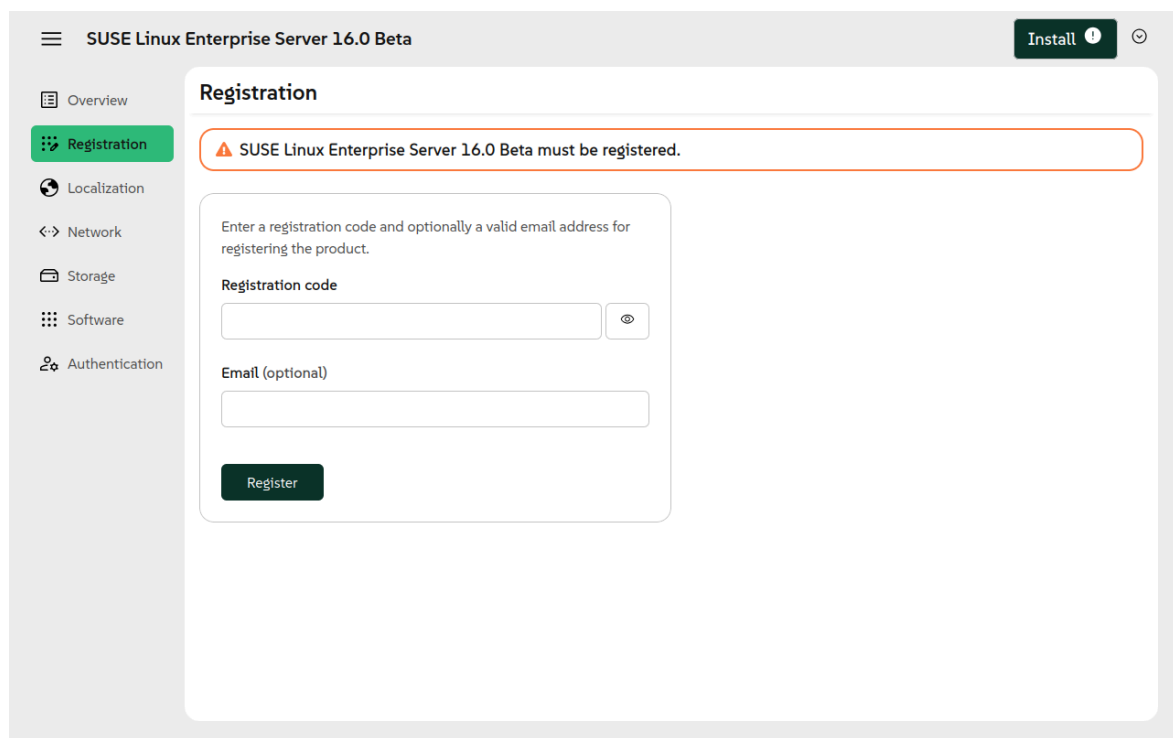 SUSE Linux Enterprise Server 16.0 Beta
Install !
Overview
Registration
Localization
Network
Storage
Software
Authentication
Registration
SUSE Linux Enterprise Server 16.0 Beta must be registered.
Enter a registration code and optionally a valid email address for
registering the product.
Registration code
Email (optional)
Register